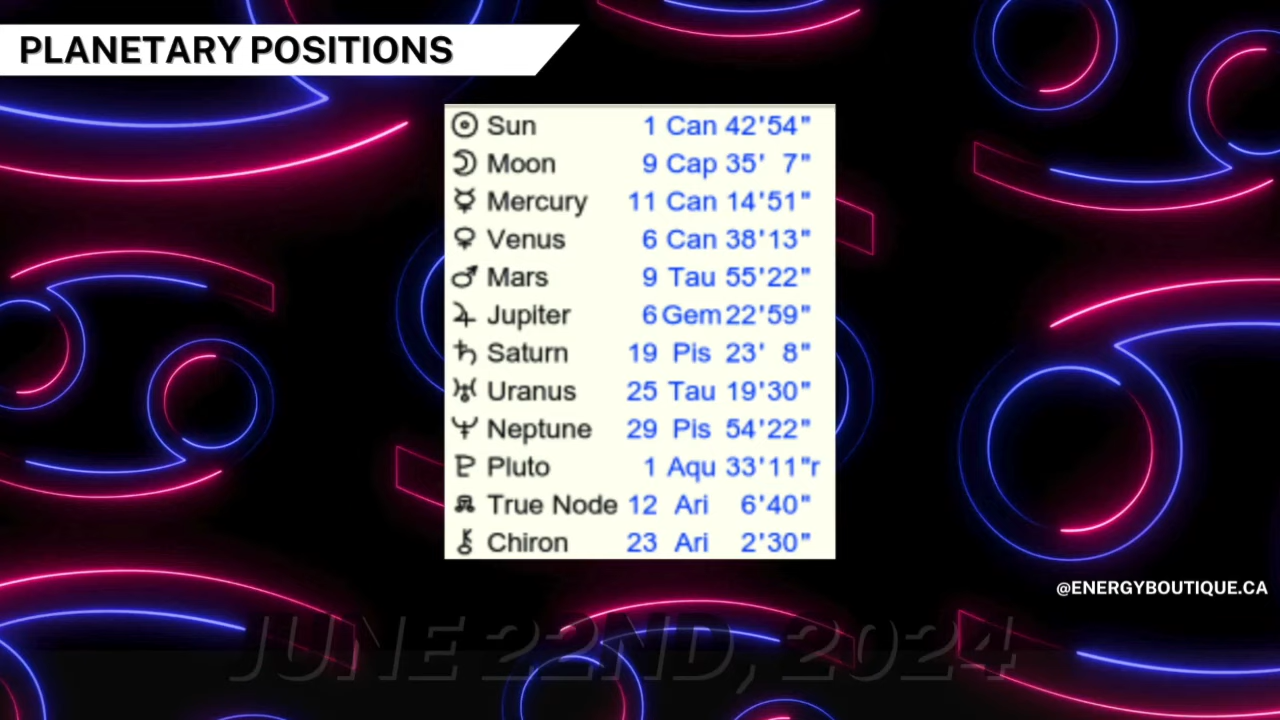 PLANETARY POSITIONS
Sun 1 Can 42'54"
Moon 9 Cap 35' 7"
Mercury 11 Can 14'51"
Venus 6 Can 38'13"
Mars 9 Tau 55'22"
Jupiter 6 Gem 22'59"
Saturn 19 Pis 23' 8"
Uranus 25 Tau 19'30"
Neptune 29 Pis 54'22"
Pluto 1 Aqu 33'11"r
True Node 12 Ari 6'40"
Chiron 23 Ari 2'30"
@ENERGYBOUTIQUE.CA
JUNE 22ND, 2024